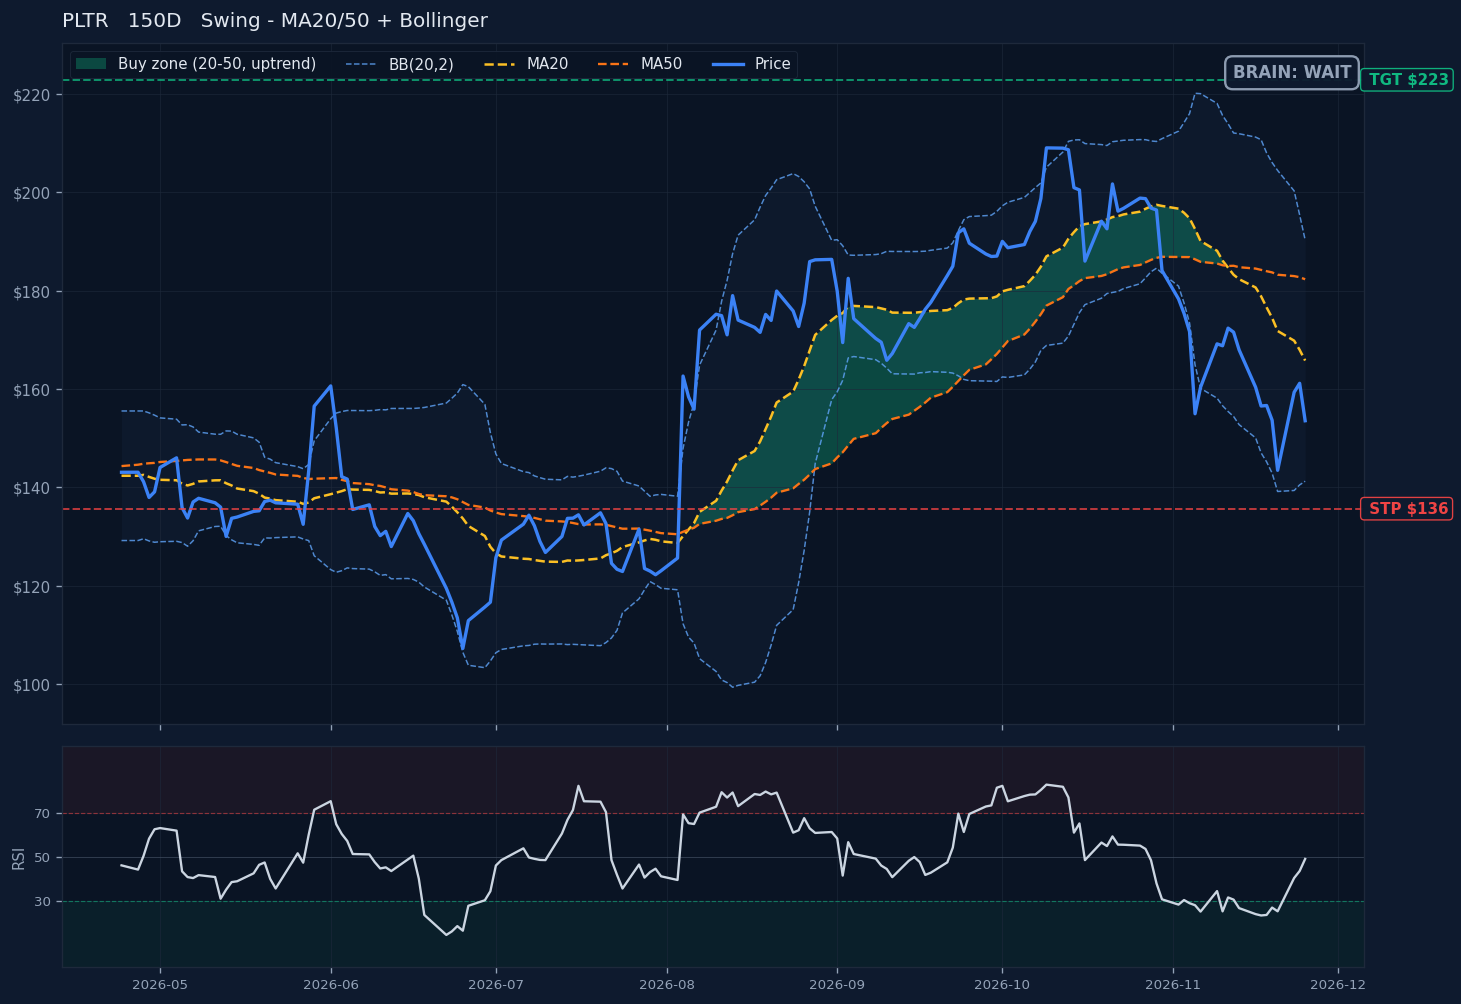 PLTR 150D Swing - MA20/50 + Bollinger
Buy zone (20-50, uptrend) BB(20,2) MA20 MA50 Price
BRAIN: WAIT
TGT $223
$220
$200
$180
$160
$140
STP $136
$120
$100
70
50
30
RSI
2026-05 2026-06 2026-07 2026-08 2026-09 2026-10 2026-11 2026-12